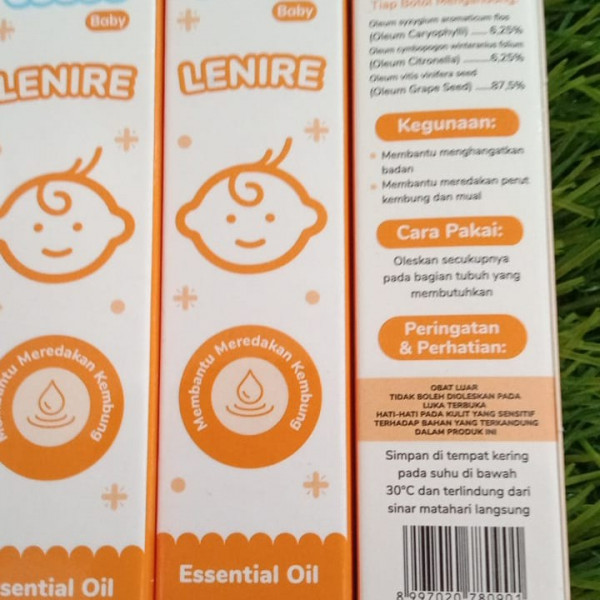 Baby
LENIRE
Membantu Meredakan Kembung
sential Oil
Baby
LENIRE
Membantu Meredakan Kembung
Essential Oil
Tiap Botol Mengandung:
Oleum syzygium aromaticum flos
(Oleum Caryophylli) ...... 6,25%
Oleum cymbopogon winterianus folium
(Oleum Citronella) ..........6,25%
Oleum vitis vinifera seed
(Oleum Grape Seed) .....87,5%
Kegunaan:
Membantu menghangatkan
badan
Membantu meredakan perut
kembung dan mual
Cara Pakai:
Oleskan secukupnya
pada bagian tubuh yang
membutuhkan
Peringatan
& Perhatian:
OBAT LUAR
TIDAK BOLEH DIOLESKAN PADA
LUKA TERBUKA
HATI-HATI PADA KULIT YANG SENSITIF
TERHADAP BAHAN YANG TERKANDUNG
DALAM PRODUK INI
Simpan di tempat kering
pada suhu di bawah
30°C dan terlindung dari
sinar matahari langsung
8 997020 780901